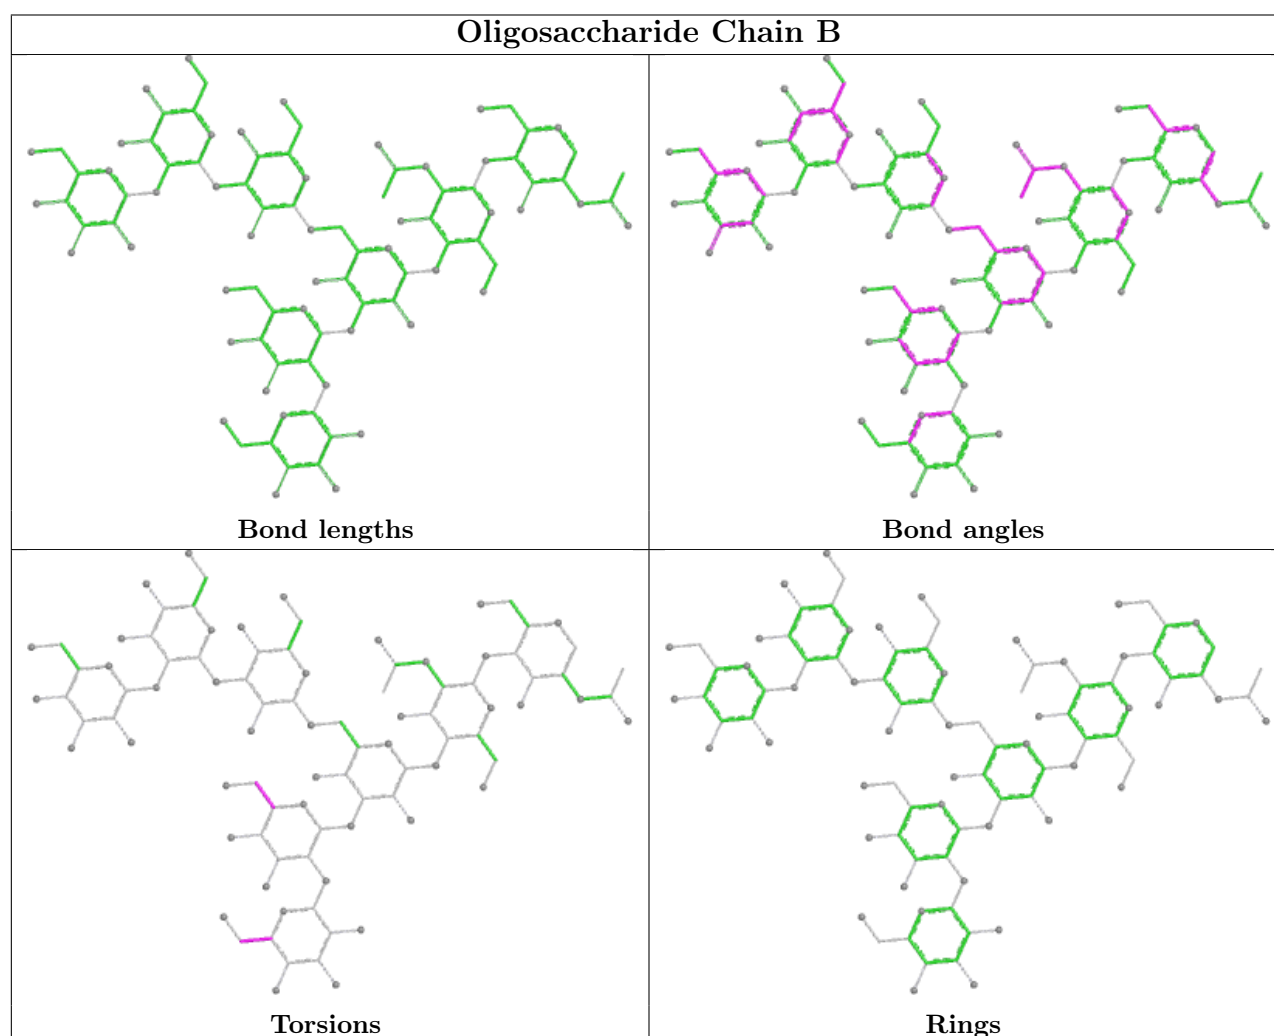 Oligosaccharide Chain B
Bond lengths
Bond angles
Torsions
Rings